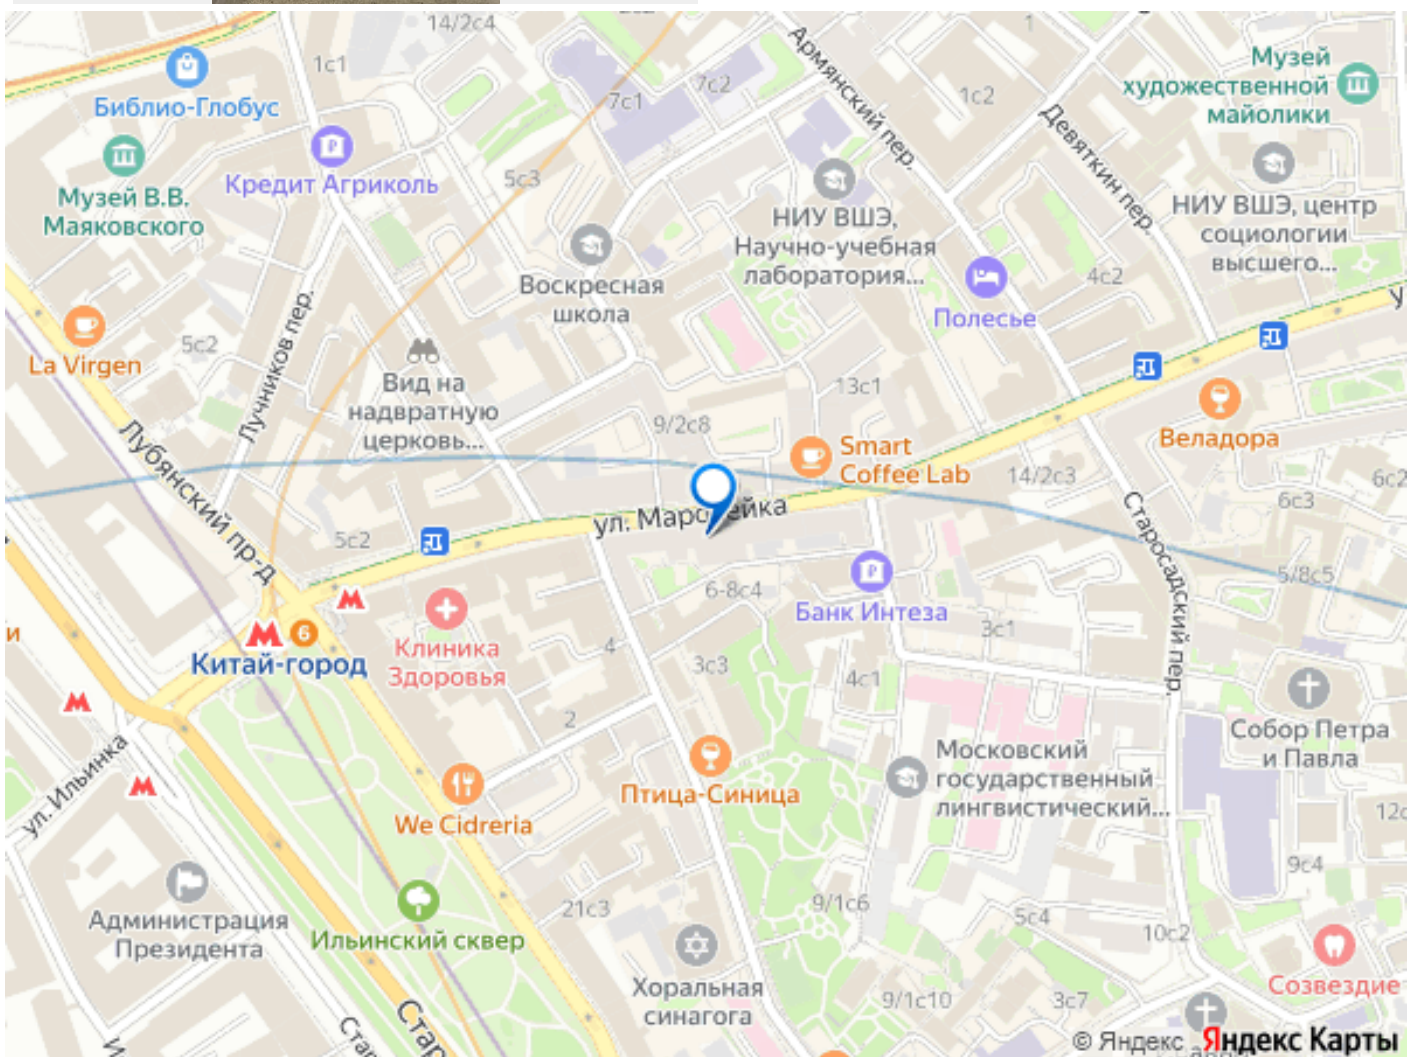 14/2с4
1с1
Библио-Глобус
Музей В.В.
Маяковского
Кредит Агриколь
5с3
7с1
7с2
Армянский пер.
1
1с2
Музей
художественной
майолики
Девяткин пер.
НИУ ВШЭ,
Научно-учебная
лаборатория...
НИУ ВШЭ, центр
социологии
высшего...
Воскресная
школа
Полесье
4с2
La Virgen
5с2
Лучников пер.
Вид на
надвратную
церковь...
13с1
9/2с8
Smart
Coffee Lab
Веладора
14/2с3
6с3
6с2
Лубянский пр-д
ул. Маросейка
5с2
6-8с4
Банк Интеза
Старосадский пер.
5/8с5
6
Китай-город
Клиника
Здоровья
4
3с3
3с1
4с1
2
Собор Петра
и Павла
ул. Ильинка
We Cidreria
Птица-Синица
Московский
государственный
лингвистический...
12с
9с4
Администрация
Президента
Ильинский сквер
21с3
9/1с6
5с4
10с2
Хоральная
синагога
9/1с10
3с7
Созвездие
Стар
Ста
© Яндекс Яндекс Карты